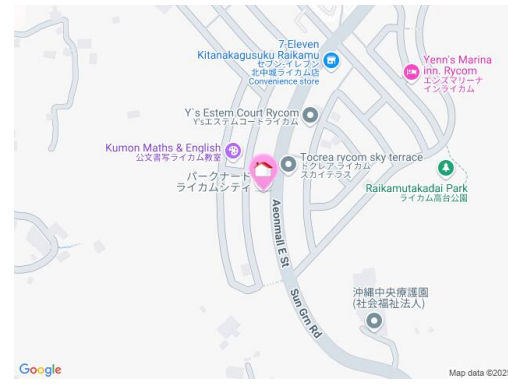 7-Eleven
Kitanakagusuku Raikamu
セブン-イレブン
北中城ライカム店
Convenience store
Yenn's Marina
inn. Rycom
エンズマリーナ
インライカム
Y's Estem Court Rycom
Y'sエステムコートライカム
Kumon Maths & English
公文書写ライカム教室
Tocrea rycom sky terrace
トクレア ライカム
スカイテラス
パークナード
ライカムシティ
Raikamutakadai Park
ライカム高台公園
Aeonmall E St
Sun Grn Rd
沖縄中央療護園
(社会福祉法人)
Google
Map data ©2025